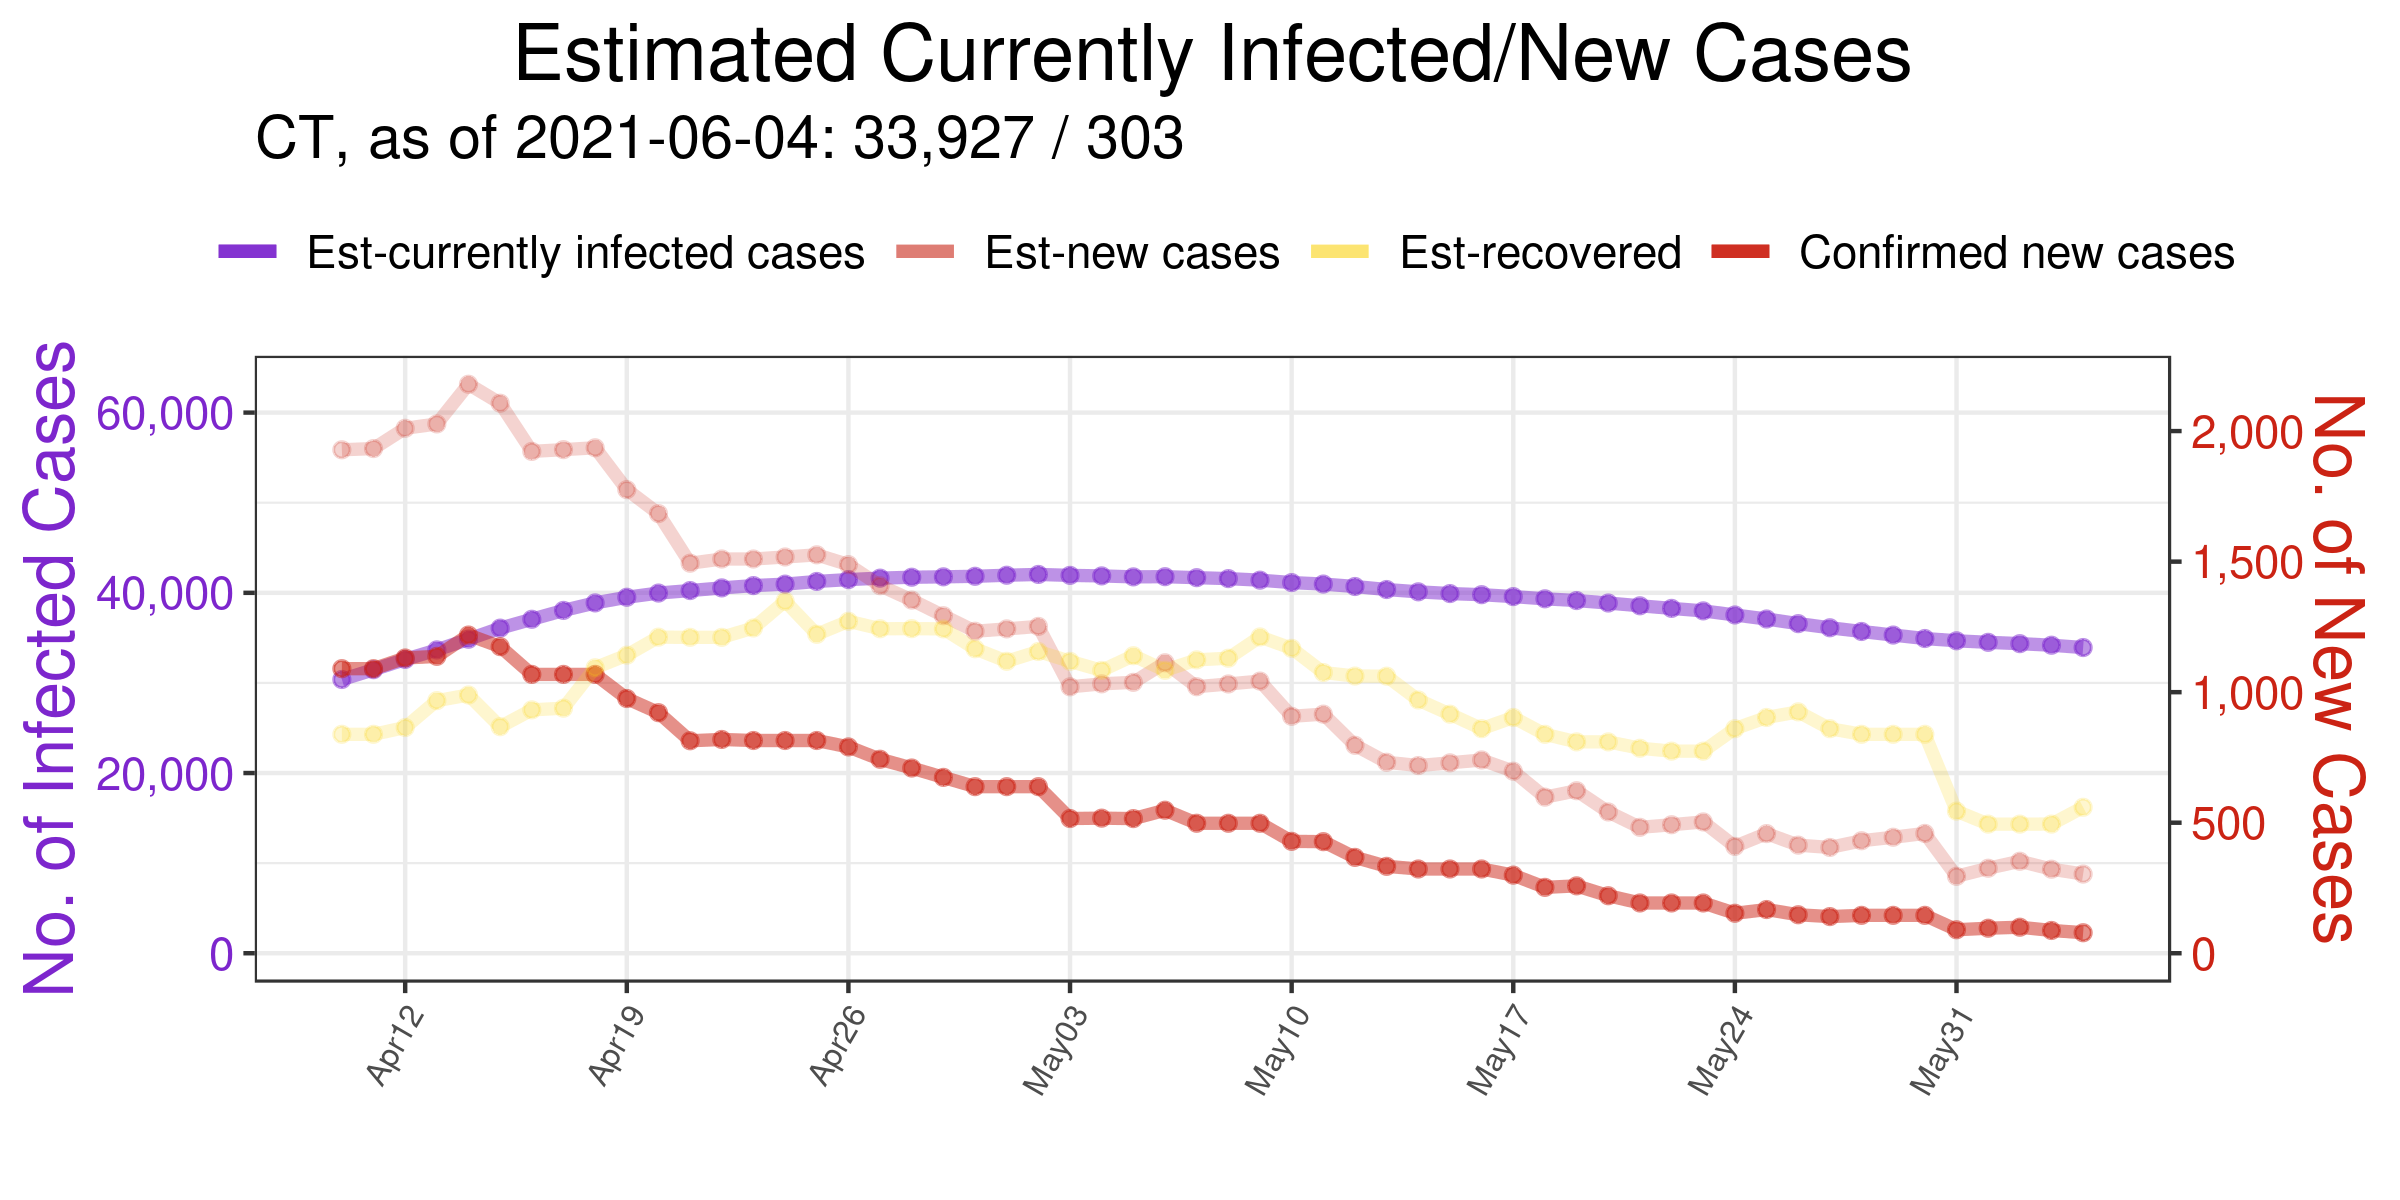 Estimated Currently Infected/New Cases
CT, as of 2021-06-04: 33,927 / 303
Est-currently infected cases Est-new cases Est-recovered Confirmed new cases
No. of Infected Cases
60,000
40,000
20,000
0
2,000
1,500
1,000
500
0
No. of New Cases
Apr12 Apr19 Apr26 May03 May10 May17 May24 May31